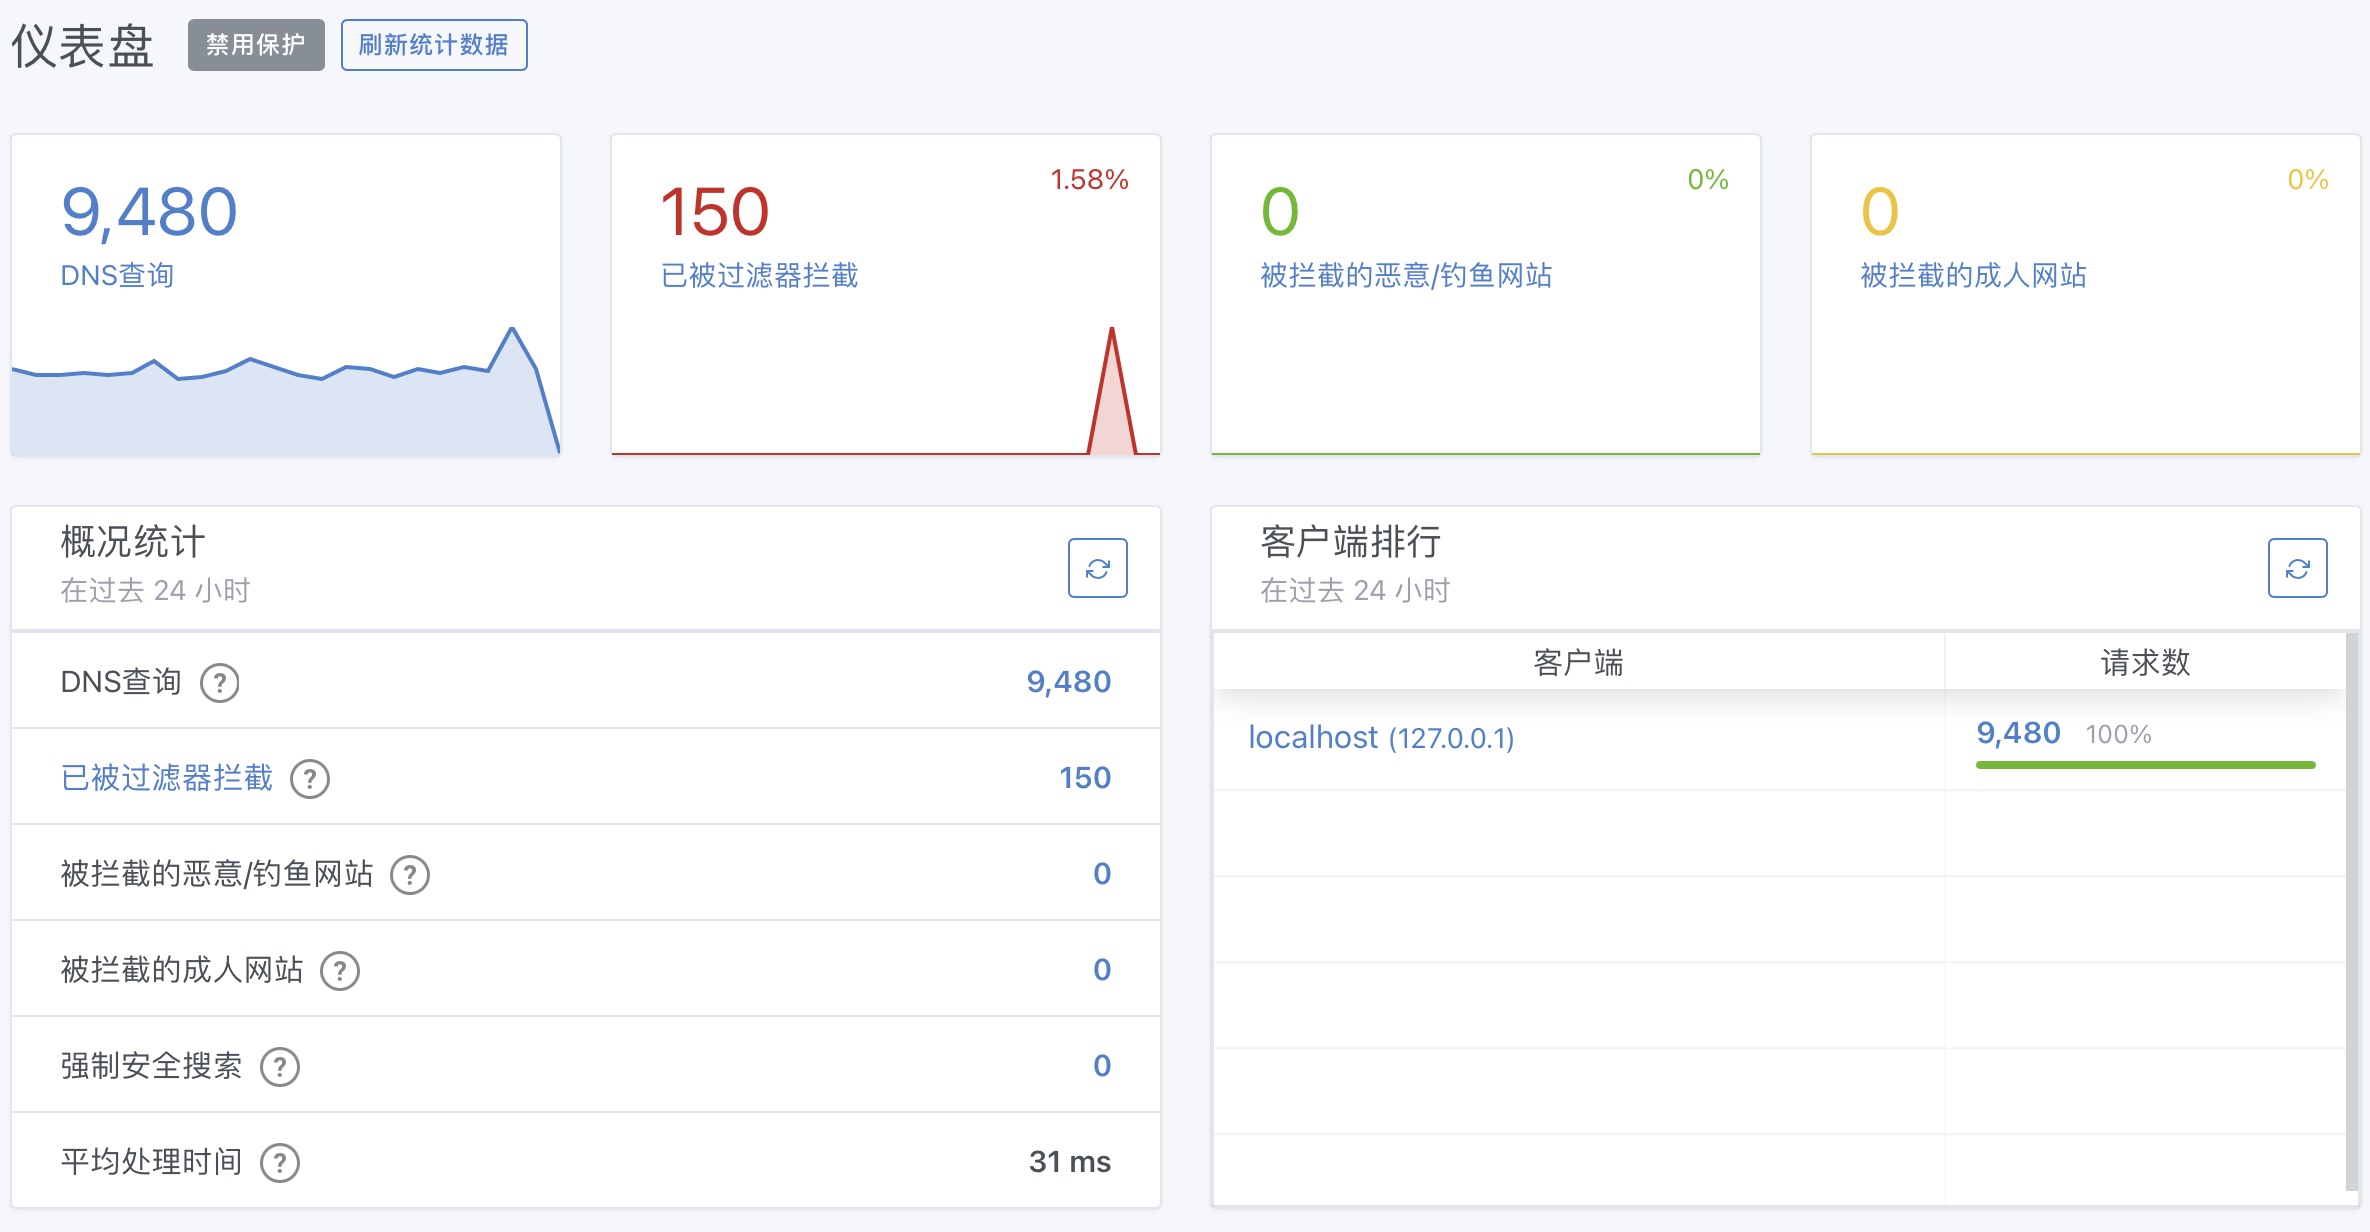 仪表盘 禁用保护 刷新统计数据
9,480
DNS查询
150
1.58%
已被过滤器拦截
0
0%
被拦截的恶意/钓鱼网站
0
0%
被拦截的成人网站
概况统计
在过去 24 小时
DNS查询 ? 9,480
已被过滤器拦截 ? 150
被拦截的恶意/钓鱼网站 ? 0
被拦截的成人网站 ? 0
强制安全搜索 ? 0
平均处理时间 ? 31 ms
客户端排行
在过去 24 小时
客户端 请求数
localhost (127.0.0.1) 9,480 100%